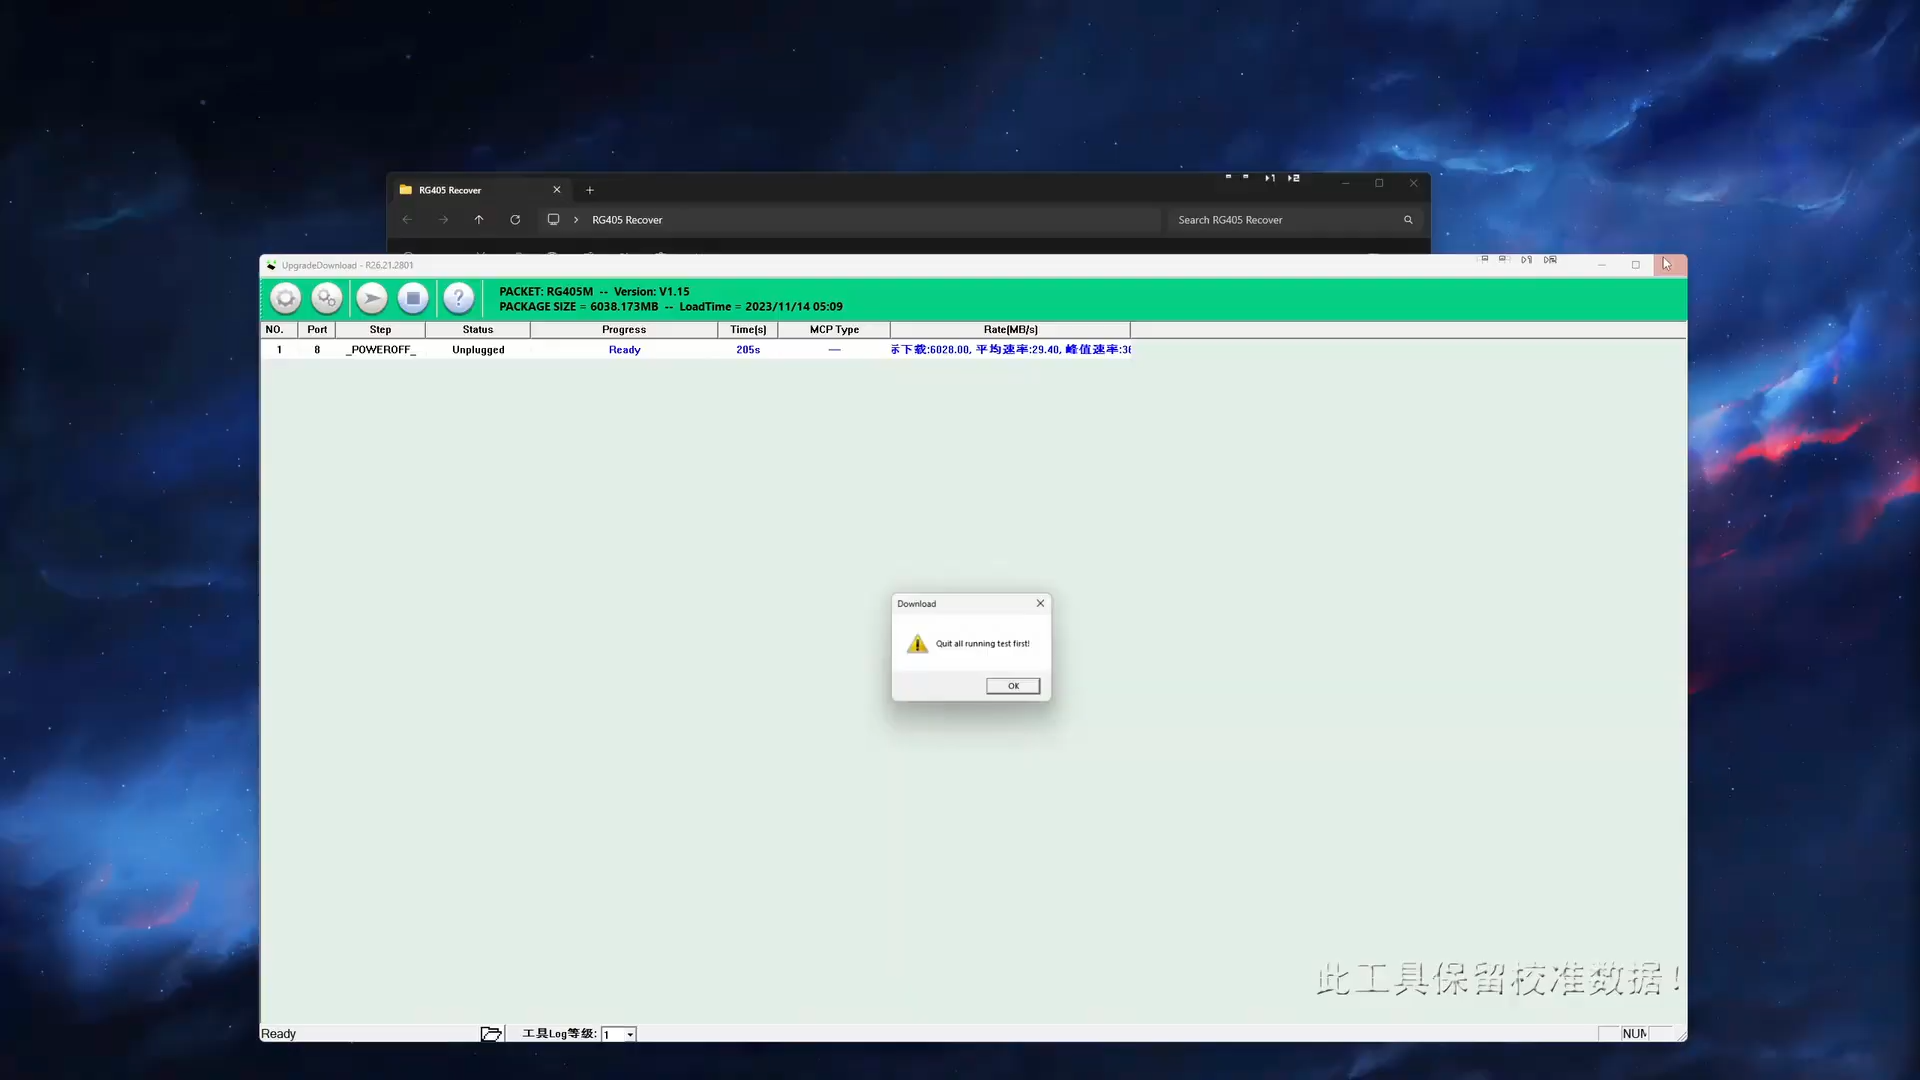 RG405 Recover
RG405 Recover
Search RG405 Recover
UpgradeDownload - R26.21.2801
PACKET: RG405M -- Version: V1.15
PACKAGE SIZE = 6038.173MB -- LoadTime = 2023/11/14 05:09
NO. Port Step Status Progress Time(s) MCP Type Rate(MB/s)
1 8 _POWEROFF_ Unplugged Ready 205s — 下载:6028.00, 平均速率:29.40, 峰值速率:3
Download
Quit all running test first!
OK
此工具保留校准数据!
Ready 工具Log等级: 1 NUM